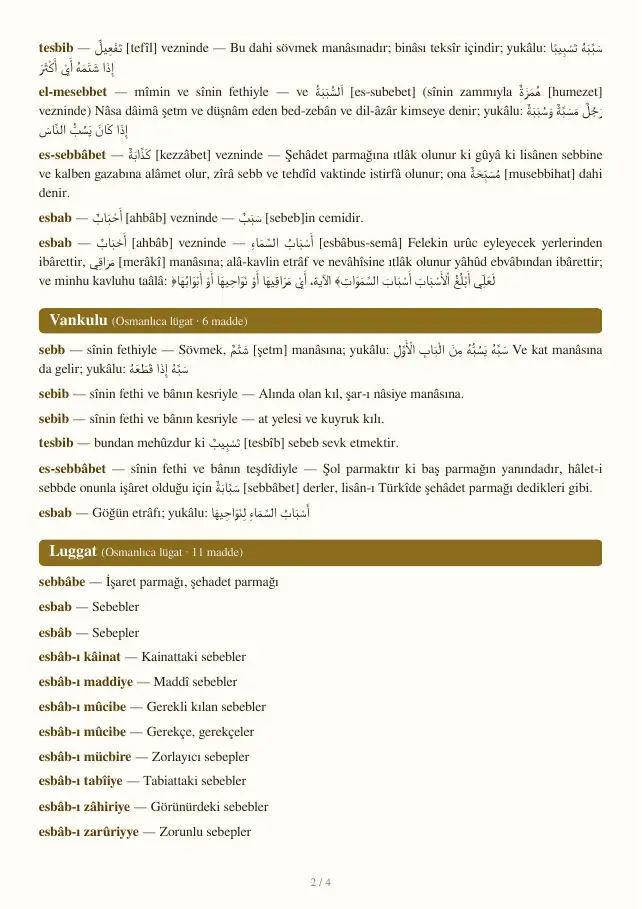 tesbib — تَفْعِيلٌ [tefîl] vezninde — Bu dahi sövmek manâsınadır; binâsı teksîr içindir; yukâlu: سَبَّبَهُ تَسْبِيبًا
إِذَا شَتَمَهُ أَيْ أَكْثَرَ
el-mesebbet — mîmin ve sînin fethiyle — ve اَلسُّبَبَةُ [es-subebet] (sînin zammıyla هُمَزَةٌ [humezet]
vezninde) Nâsa dâimâ şetm ve düşnâm eden bed-zebân ve dil-âzâr kimseye denir; yukâlu: رَجُلٌ مَسَبَّةٌ وَسُبَبَةٌ
إِذَا كَانَ يَسُبُّ النَّاسَ
es-sebbâbet — كَذَّابَةٌ [kezzâbet] vezninde — Şehâdet parmağına ıtlâk olunur ki gûyâ ki lisânen sebbine
ve kalben gazabına alâmet olur, zîrâ sebb ve tehdîd vaktinde istirfâ olunur; ona مُسَبِّحَةٌ [musebbihat] dahi
denir.
esbab — أَحْبَابٌ [ahbâb] vezninde — سَبَبٌ [sebeb]in cemidir.
esbab — أَحْبَابٌ [ahbâb] vezninde — أَسْبَابُ السَّمَاءِ [esbâbus-semâ] Felekin urûc eyleyecek yerlerinden
ibârettir, مَرَاقِي [merâkî] manâsına; alâ-kavlin etrâf ve nevâhîsine ıtlâk olunur yâhûd ebvâbından ibârettir;
ve minhu kavluhu taâlâ: ﴿لَعَلِّي أَبْلُغُ الْأَسْبَابَ أَسْبَابَ السَّمٰوَاتِ﴾ الآية. أَيْ مَرَاقِيهَا أَوْ نَوَاحِيهَا أَوْ أَبْوَابُهَا
Vankulu (Osmanlıca lügat · 6 madde)
sebb — sînin fethiyle — Sövmek, شَتْمٌ [şetm] manâsına; yukâlu: سَبَّهُ يَسُبُّهُ مِنَ الْبَابِ الْأَوَّلِ Ve kat manâsına
da gelir; yukâlu: سَبَّهُ إِذَا قَطَعَهُ
sebib — sînin fethi ve bânın kesriyle — Alında olan kıl, şar-ı nâsiye manâsına.
sebib — sînin fethi ve bânın kesriyle — at yelesi ve kuyruk kılı.
tesbib — bundan mehûzdur ki تَسْبِيبٌ [tesbîb] sebeb sevk etmektir.
es-sebbâbet — sînin fethi ve bânın teşdîdiyle — Şol parmaktır ki baş parmağın yanındadır, hâlet-i
sebbde onunla işâret olduğu için سَبَّابَةٌ [sebbâbet] derler, lisân-ı Türkîde şehâdet parmağı dedikleri gibi.
esbab — Göğün etrâfı; yukâlu: أَسْبَابُ السَّمَاءِ لِنَوَاحِيهَا
Luggat (Osmanlıca lügat · 11 madde)
sebbâbe — İşaret parmağı, şehadet parmağı
esbab — Sebebler
esbâb — Sebepler
esbâb-ı kâinat — Kainattaki sebebler
esbâb-ı maddiye — Maddî sebebler
esbâb-ı mûcibe — Gerekli kılan sebebler
esbâb-ı mûcibe — Gerekçe, gerekçeler
esbâb-ı mücbire — Zorlayıcı sebepler
esbâb-ı tabîiye — Tabiattaki sebebler
esbâb-ı zâhiriye — Görünürdeki sebebler
esbâb-ı zarûriyye — Zorunlu sebepler
2 / 4